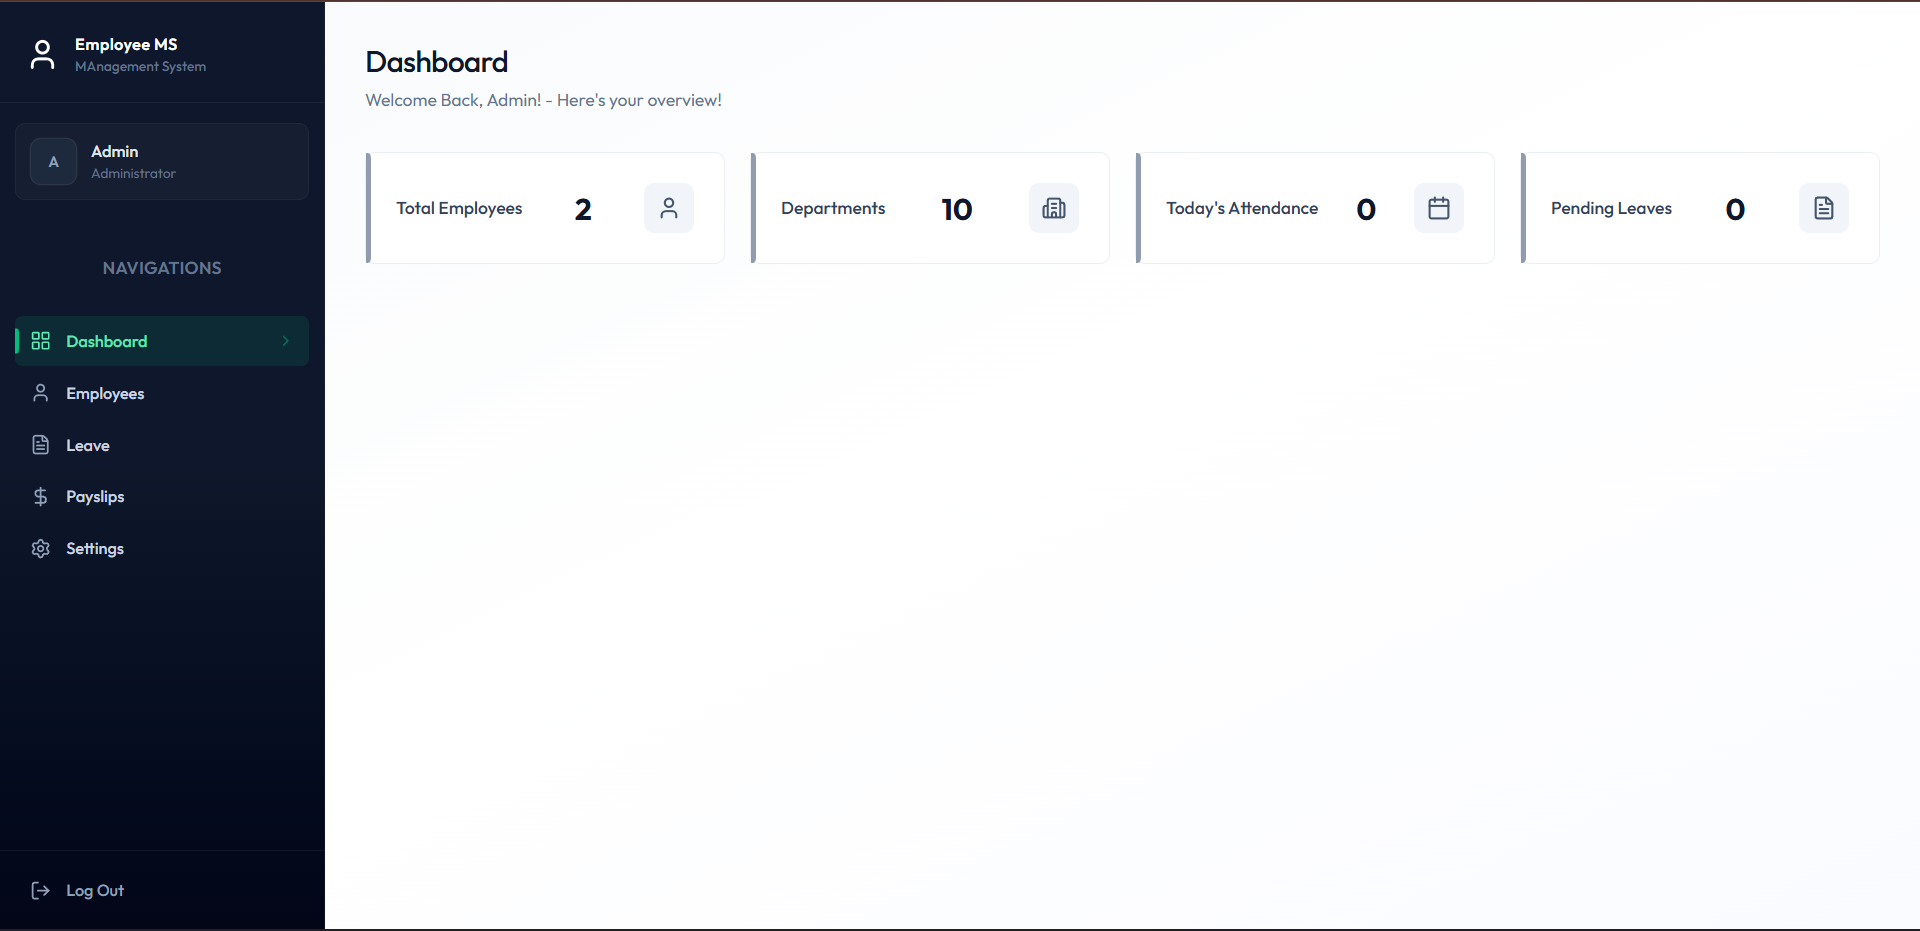 Employee MS
MAnagement System
A
Admin
Administrator
NAVIGATIONS
Dashboard
Employees
Leave
Payslips
Settings
Log Out
Dashboard
Welcome Back, Admin! - Here's your overview!
Total Employees 2
Departments 10
Today's Attendance 0
Pending Leaves 0